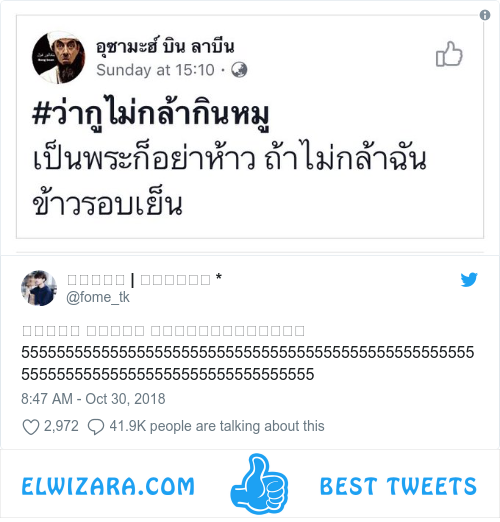 อุซามะฮ์ บิน ลาบีน
Sunday at 15:10 ·
#ว่ากูไม่กล้ากินหมู
เป็นพระก็อย่าห้าว ถ้าไม่กล้าฉัน
ข้าวรอบเย็น
| *
@fome_tk
5555555555555555555555555555555555555555555555555555
5555555555555555555555555555555555
8:47 AM - Oct 30, 2018
2,972 41.9K people are talking about this
ELWIZARA.COM BEST TWEETS